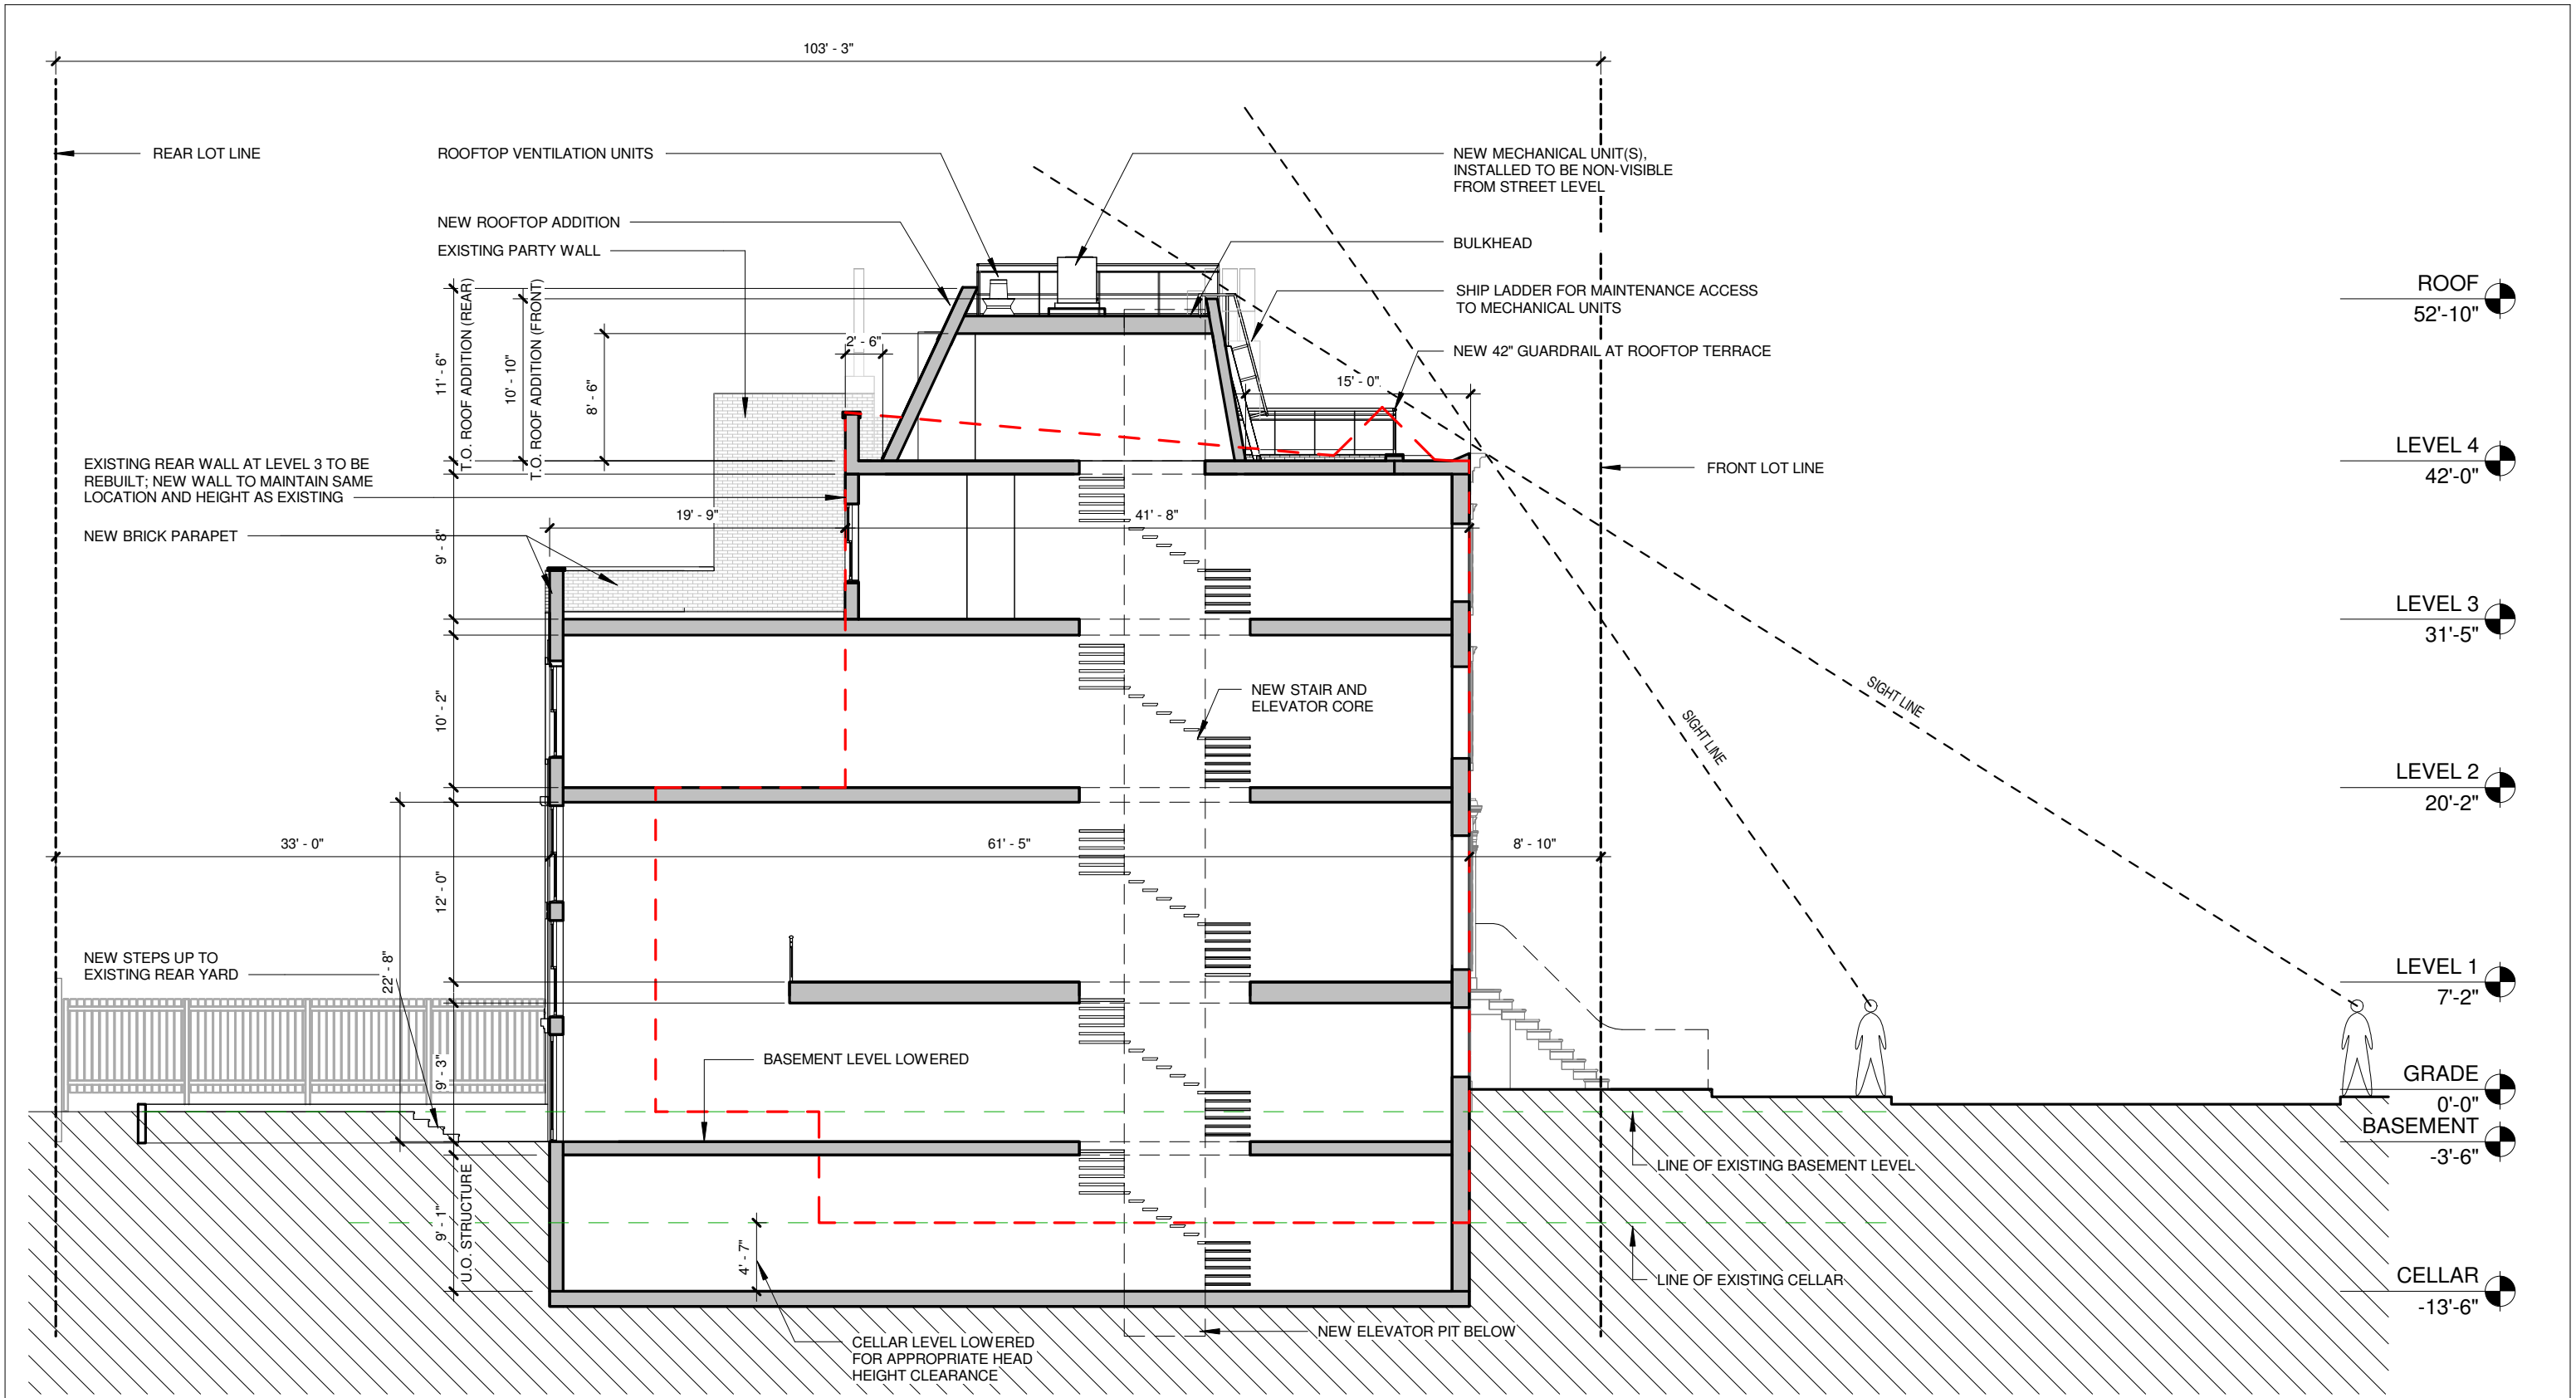 103' - 3"
REAR LOT LINE
ROOFTOP VENTILATION UNITS
NEW MECHANICAL UNIT(S),
INSTALLED TO BE NON-VISIBLE
FROM STREET LEVEL
NEW ROOFTOP ADDITION
EXISTING PARTY WALL
BULKHEAD
SHIP LADDER FOR MAINTENANCE ACCESS
TO MECHANICAL UNITS
NEW 42" GUARDRAIL AT ROOFTOP TERRACE
ROOF
52'-10"
11' - 6"
T.O. ROOF ADDITION (REAR)
10' - 10"
T.O. ROOF ADDITION (FRONT)
8' - 6"
2' - 6"
15' - 0"
LEVEL 4
42'-0"
EXISTING REAR WALL AT LEVEL 3 TO BE
REBUILT; NEW WALL TO MAINTAIN SAME
LOCATION AND HEIGHT AS EXISTING
FRONT LOT LINE
NEW BRICK PARAPET
19' - 9"
41' - 8"
9' - 8"
LEVEL 3
31'-5"
10' - 2"
NEW STAIR AND
ELEVATOR CORE
SIGHT LINE
SIGHT LINE
LEVEL 2
20'-2"
33' - 0"
61' - 5"
8' - 10"
12' - 0"
22' - 8"
NEW STEPS UP TO
EXISTING REAR YARD
LEVEL 1
7'-2"
9' - 3"
BASEMENT LEVEL LOWERED
GRADE
0'-0"
BASEMENT
-3'-6"
LINE OF EXISTING BASEMENT LEVEL
9' - 1"
U.O. STRUCTURE
4' - 7"
LINE OF EXISTING CELLAR
CELLAR
-13'-6"
NEW ELEVATOR PIT BELOW
CELLAR LEVEL LOWERED
FOR APPROPRIATE HEAD
HEIGHT CLEARANCE